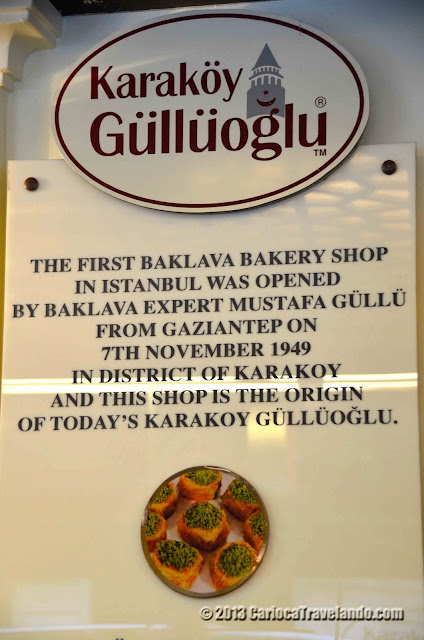 Karaköy
Güllüoğlu
®
TM
THE FIRST BAKLAVA BAKERY SHOP
IN ISTANBUL WAS OPENED
BY BAKLAVA EXPERT MUSTAFA GÜLLÜ
FROM GAZIANTEP ON
7TH NOVEMBER 1949
IN DISTRICT OF KARAKOY
AND THIS SHOP IS THE ORIGIN
OF TODAY'S KARAKOY GÜLLÜOĞLU.
© 2013 CariocaTravelando.com